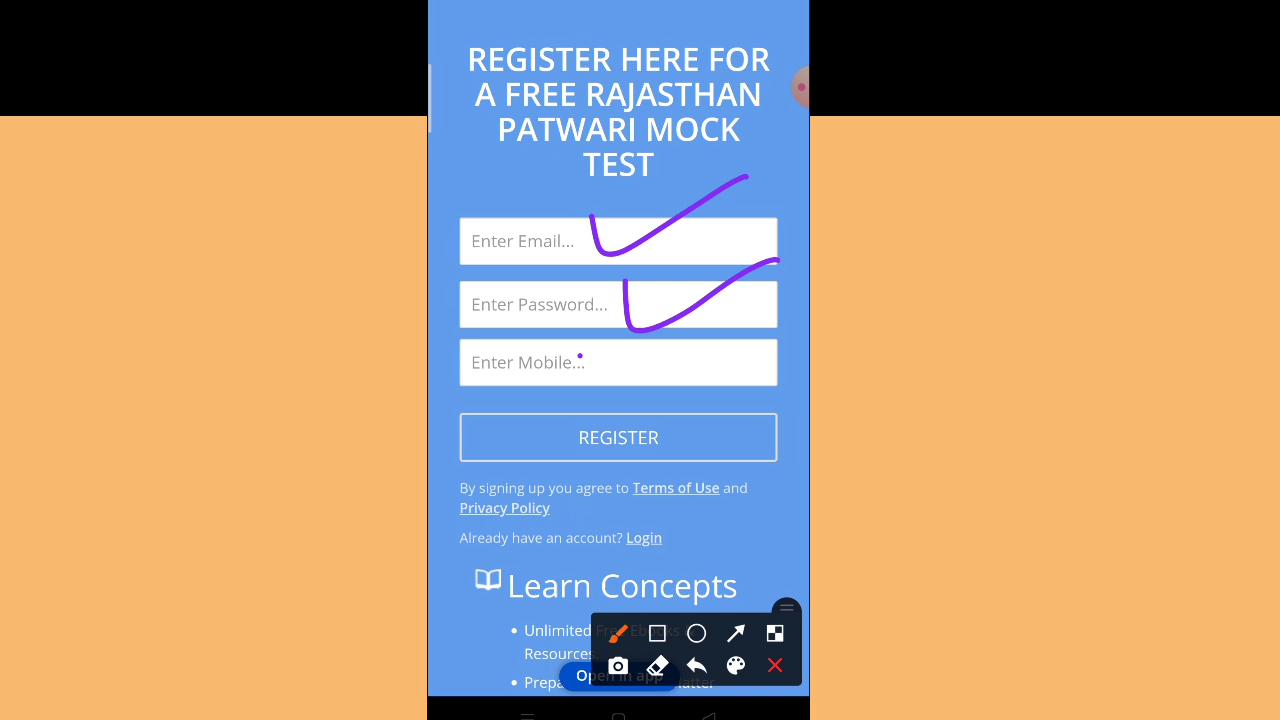 REGISTER HERE FOR
A FREE RAJASTHAN
PATWARI MOCK
TEST
Enter Email...
Enter Password...
Enter Mobile...
REGISTER
By signing up you agree to Terms of Use and
Privacy Policy
Already have an account? Login
Learn Concepts
Unlimited Free Ebooks &
Resources.
Open in app